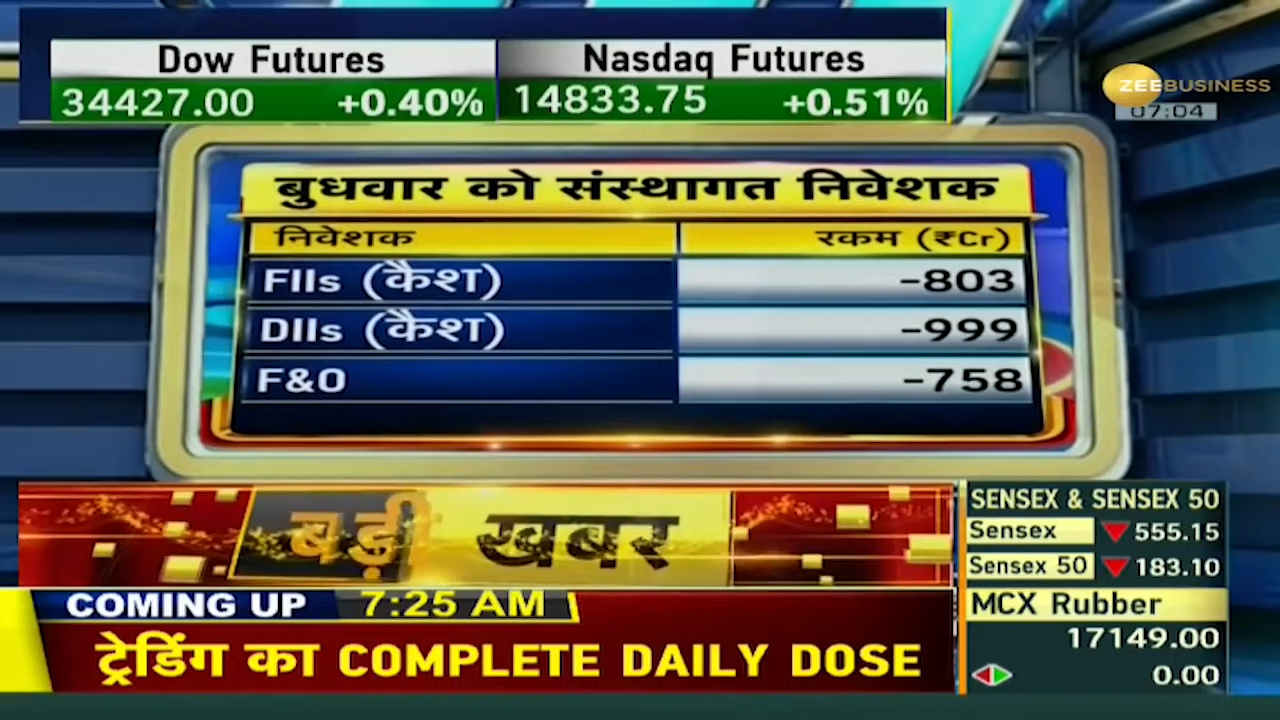 Dow Futures
34427.00 +0.40%
Nasdaq Futures
14833.75 +0.51%
ZEEBUSINESS
07:04
बुधवार को संस्थागत निवेशक
निवेशक रकम (₹Cr)
FIIs (कैश) -803
DIIs (कैश) -999
F&O -758
बड़ी खबर
COMING UP 7:25 AM
ट्रेडिंग का COMPLETE DAILY DOSE
SENSEX & SENSEX 50
Sensex ▼ 555.15
Sensex 50 ▼ 183.10
MCX Rubber
17149.00
0.00